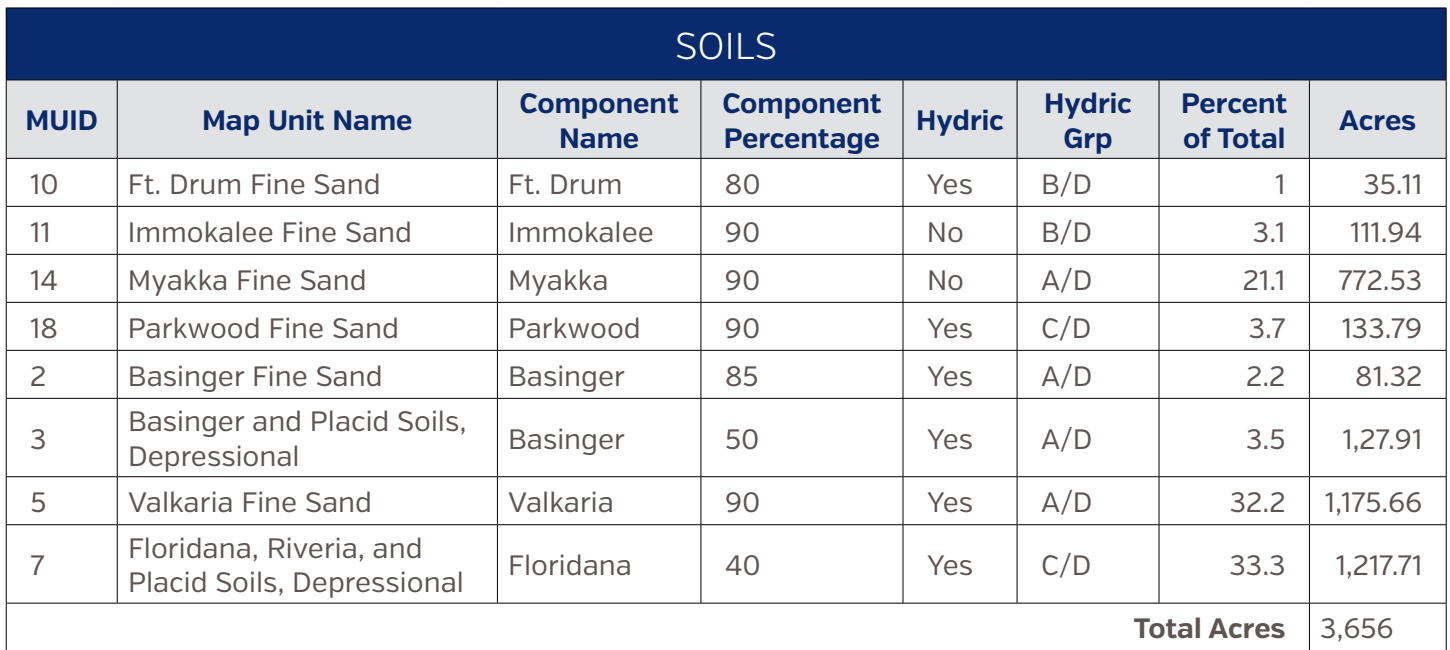 SOILS
MUID Map Unit Name Component Name Component Percentage Hydric Hydric Grp Percent of Total Acres
10 Ft. Drum Fine Sand Ft. Drum 80 Yes B/D 1 35.11
11 Immokalee Fine Sand Immokalee 90 No B/D 3.1 111.94
14 Myakka Fine Sand Myakka 90 No A/D 21.1 772.53
18 Parkwood Fine Sand Parkwood 90 Yes C/D 3.7 133.79
2 Basinger Fine Sand Basinger 85 Yes A/D 2.2 81.32
3 Basinger and Placid Soils, Depressional Basinger 50 Yes A/D 3.5 1,27.91
5 Valkaria Fine Sand Valkaria 90 Yes A/D 32.2 1,175.66
7 Floridana, Riveria, and Placid Soils, Depressional Floridana 40 Yes C/D 33.3 1,217.71
Total Acres 3,656